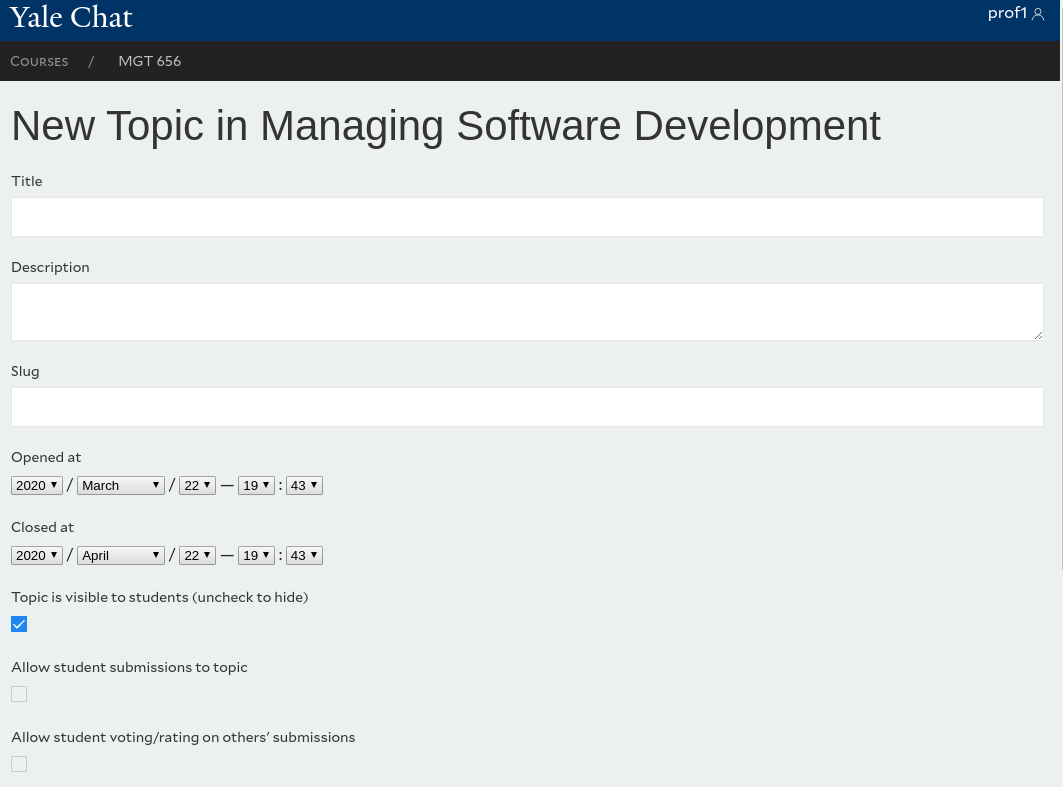 Yale Chat
prof1
Courses / MGT 656
New Topic in Managing Software Development
Title
Description
Slug
Opened at
2020 / March / 22 — 19 : 43
Closed at
2020 / April / 22 — 19 : 43
Topic is visible to students (uncheck to hide)
Allow student submissions to topic
Allow student voting/rating on others' submissions